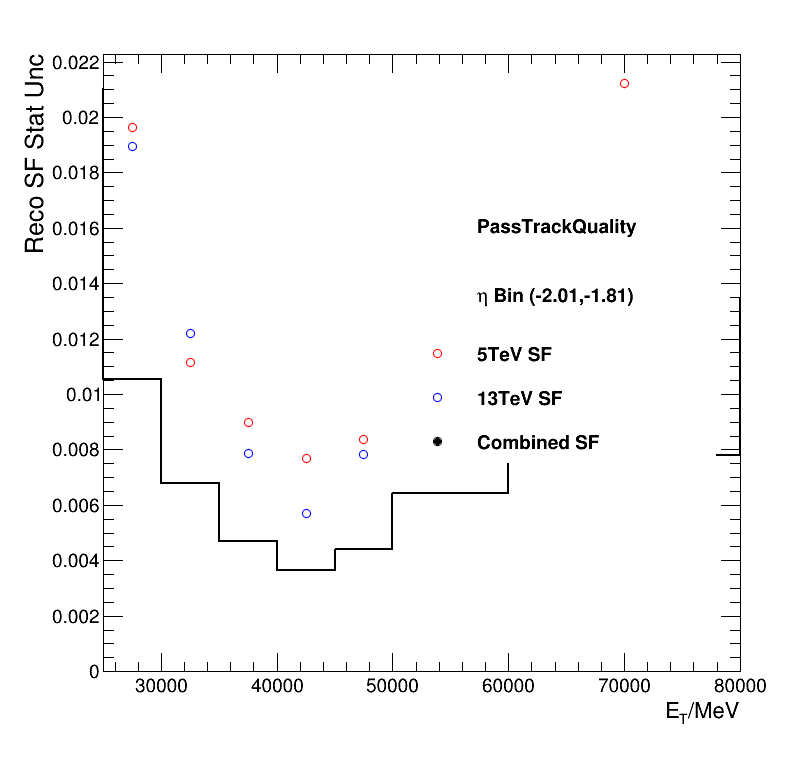 Reco SF Stat Unc
0.022
0.02
0.018
0.016
0.014
0.012
0.01
0.008
0.006
0.004
0.002
0
PassTrackQuality
η Bin (-2.01,-1.81)
5TeV SF
13TeV SF
Combined SF
30000 40000 50000 60000 70000 80000
E_T/MeV